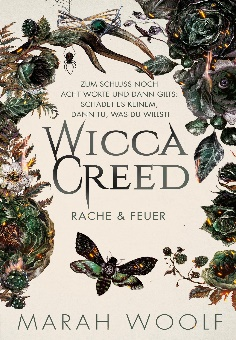 ZUM SCHLUSS NOCH
ACHT WORTE UND DANN GILT'S:
SCHADET ES KEINEM,
DANN TU, WAS DU WILLST!
WICCA
CREED
RACHE & FEUER
MARAH WOOLF